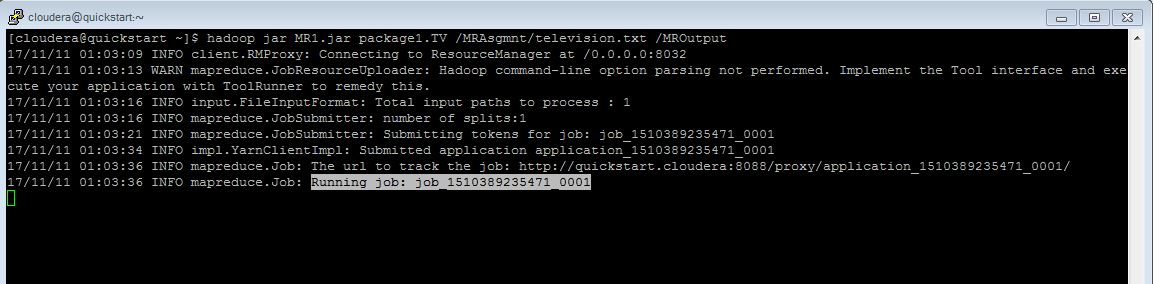 cloudera@quickstart:~
[cloudera@quickstart ~]$ hadoop jar MR1.jar package1.TV /MRAsgmnt/television.txt /MROutput
17/11/11 01:03:09 INFO client.RMProxy: Connecting to ResourceManager at /0.0.0.0:8032
17/11/11 01:03:13 WARN mapreduce.JobResourceUploader: Hadoop command-line option parsing not performed. Implement the Tool interface and exe
cute your application with ToolRunner to remedy this.
17/11/11 01:03:16 INFO input.FileInputFormat: Total input paths to process : 1
17/11/11 01:03:16 INFO mapreduce.JobSubmitter: number of splits:1
17/11/11 01:03:21 INFO mapreduce.JobSubmitter: Submitting tokens for job: job_1510389235471_0001
17/11/11 01:03:34 INFO impl.YarnClientImpl: Submitted application application_1510389235471_0001
17/11/11 01:03:36 INFO mapreduce.Job: The url to track the job: http://quickstart.cloudera:8088/proxy/application_1510389235471_0001/
17/11/11 01:03:36 INFO mapreduce.Job: Running job: job_1510389235471_0001